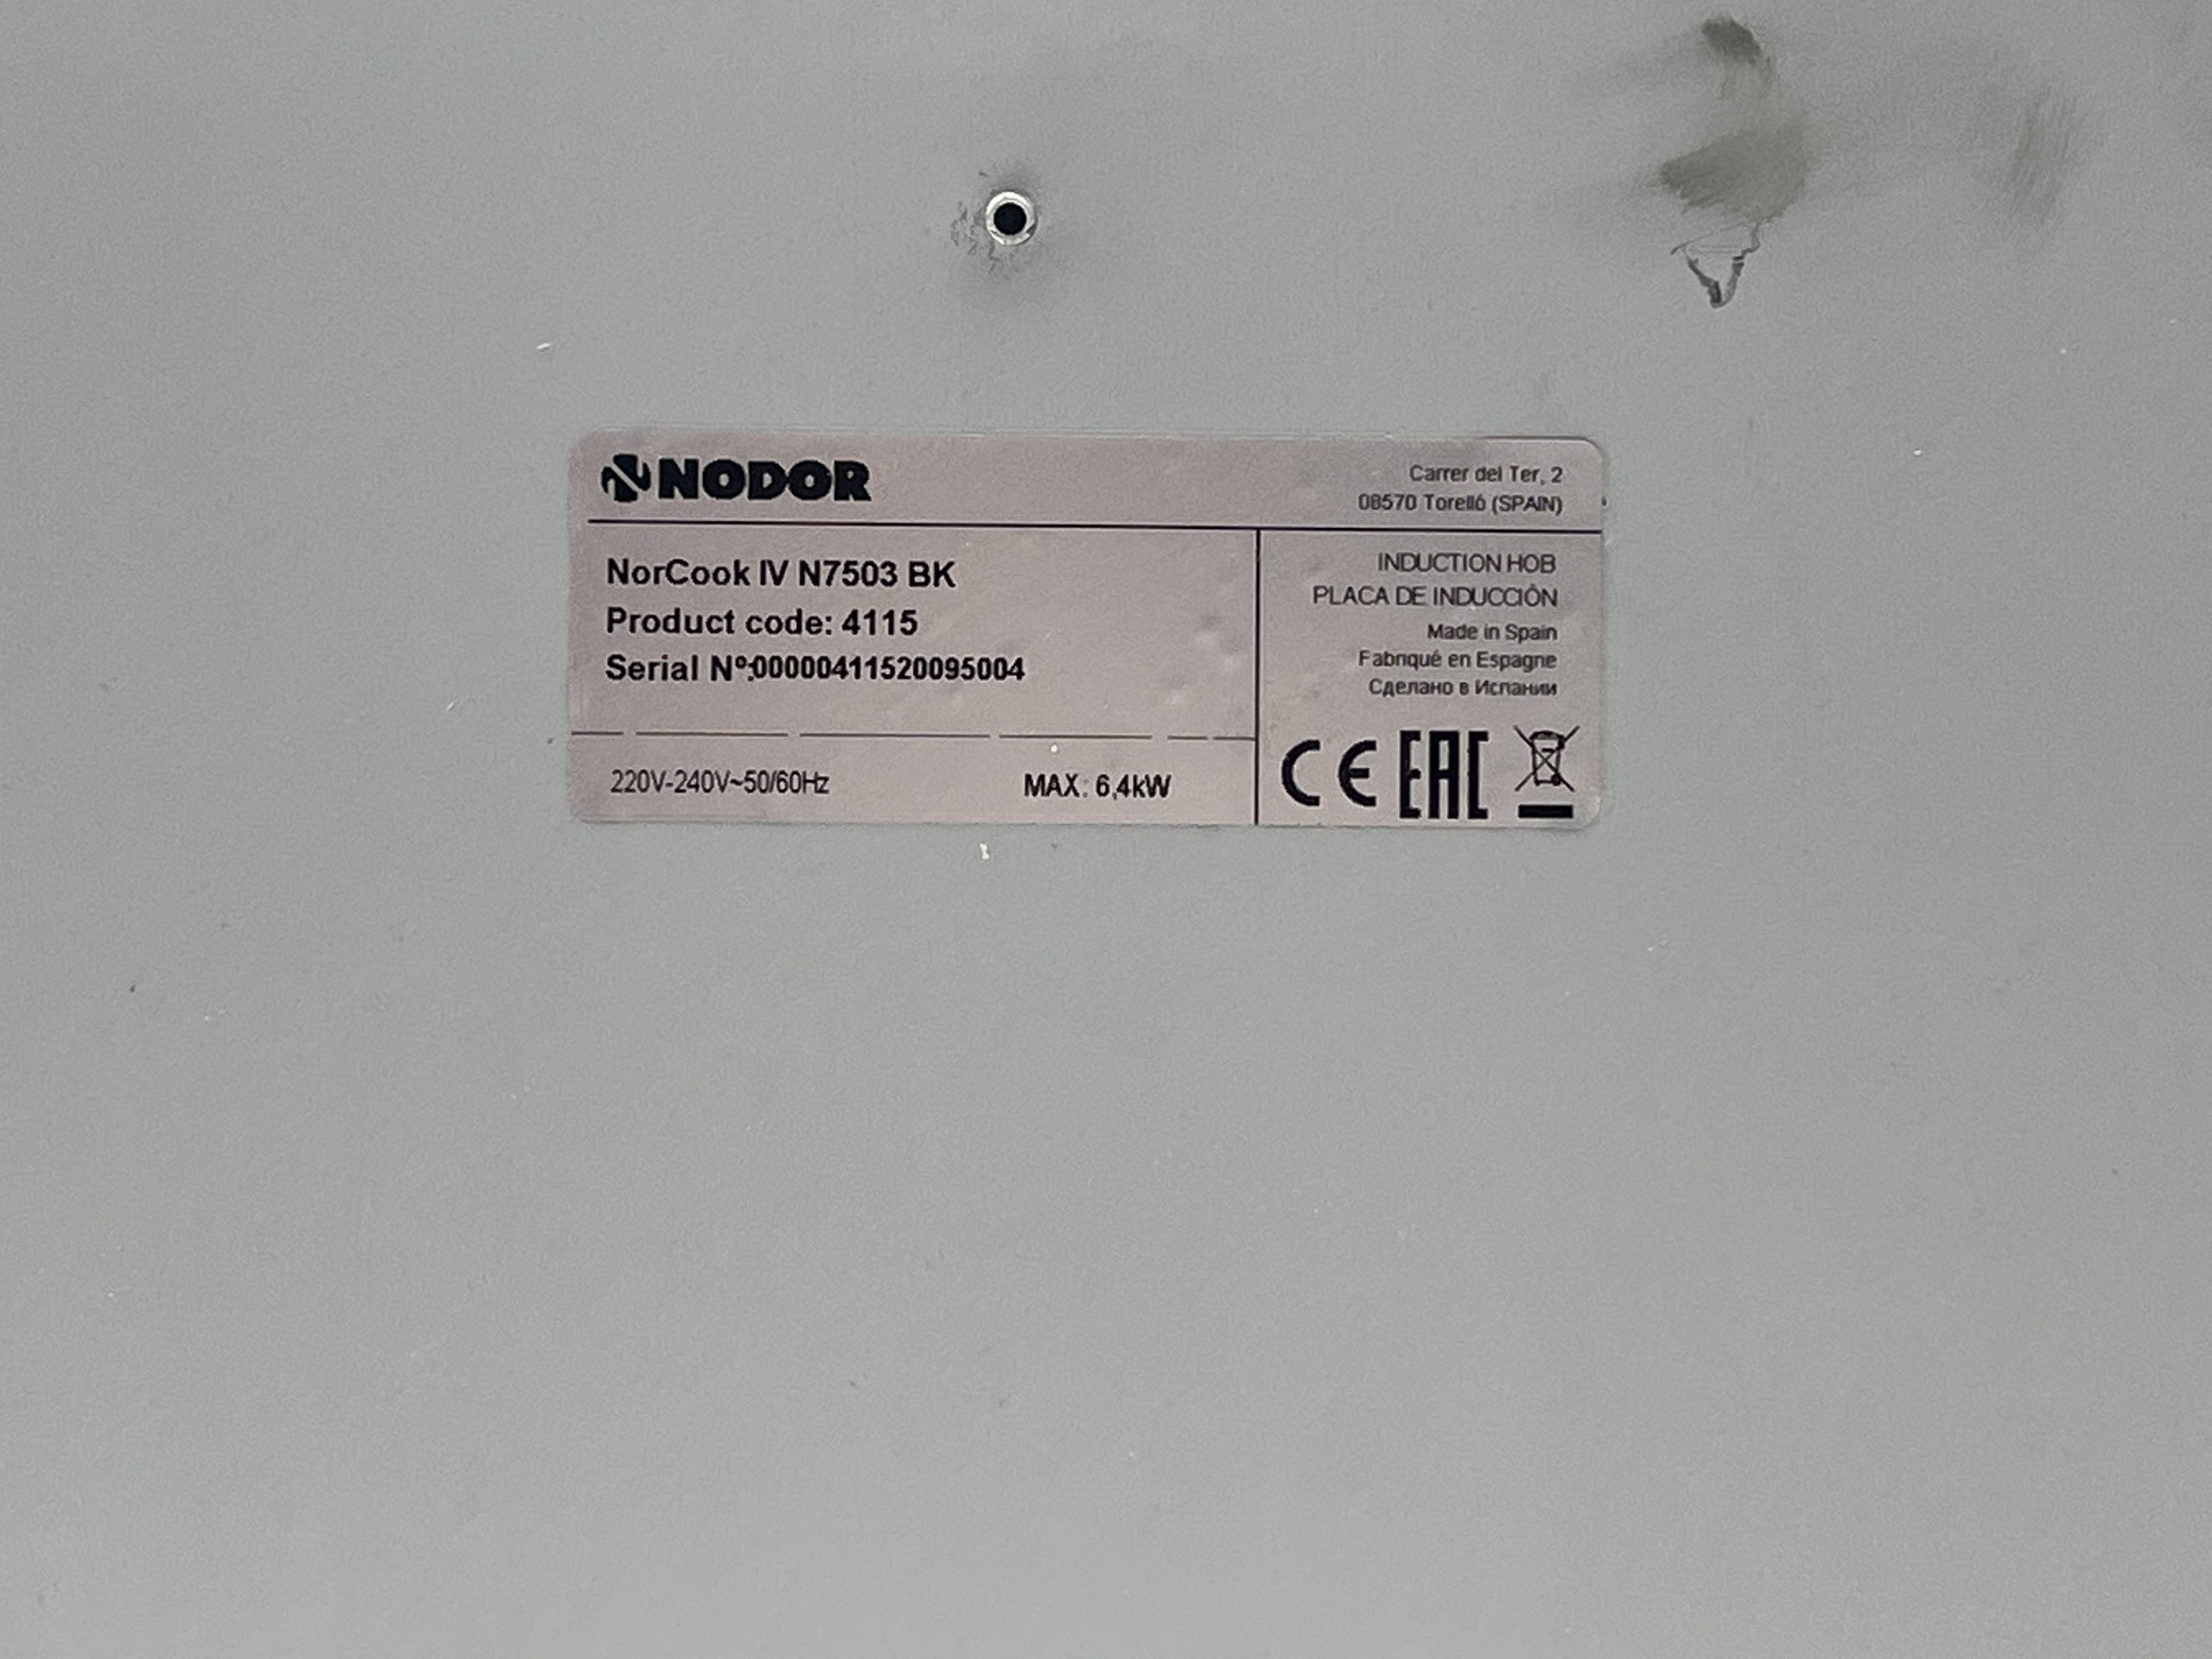 NODOR
Carrer del Ter, 2
08570 Torelló (SPAIN)
NorCook IV N7503 BK
Product code: 4115
Serial Nº:00000411520095004
220V-240V~50/60Hz
MAX: 6,4kW
INDUCTION HOB
PLACA DE INDUCCIÓN
Made in Spain
Fabriqué en Espagne
Сделано в Испании
CE EAC